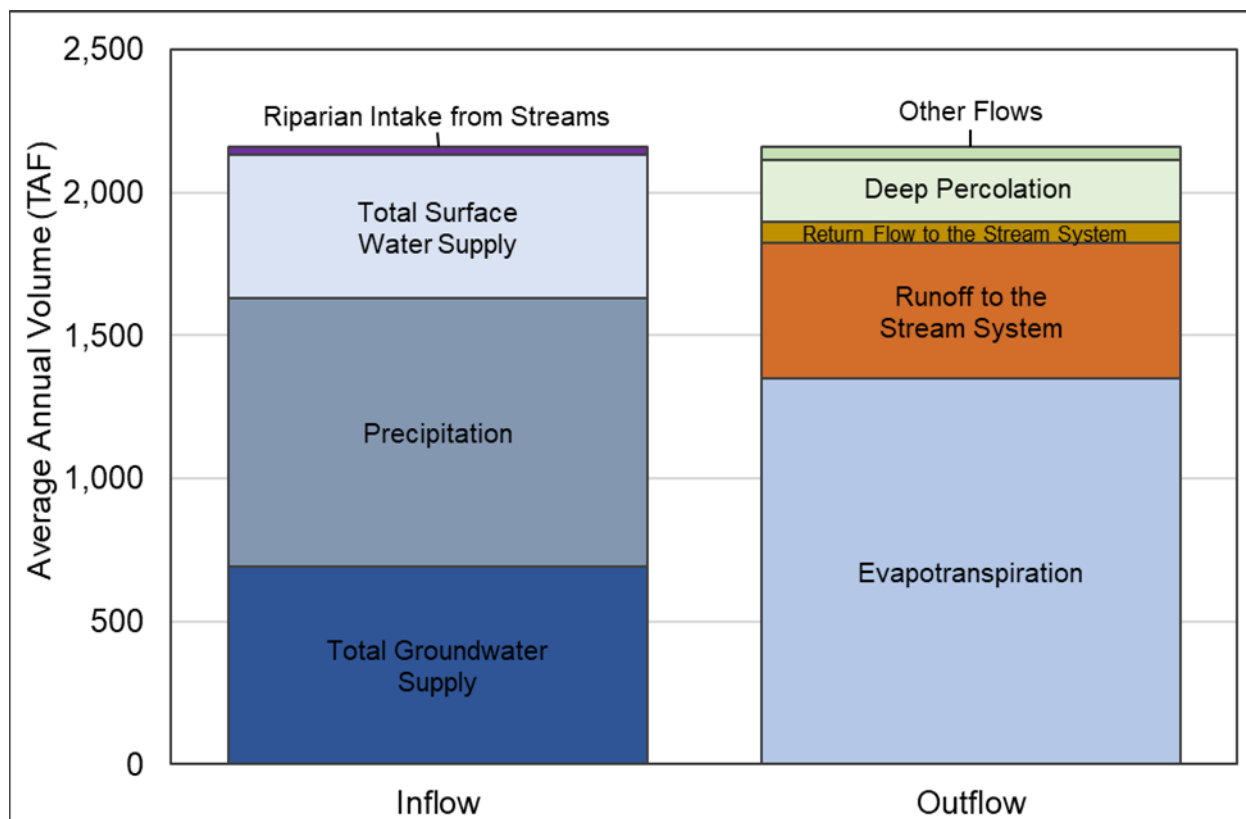 2,500
2,000
1,500
1,000
500
0
Average Annual Volume (TAF)
Riparian Intake from Streams
Total Surface
Water Supply
Precipitation
Total Groundwater
Supply
Other Flows
Deep Percolation
Return Flow to the Stream System
Runoff to the
Stream System
Evapotranspiration
Inflow
Outflow